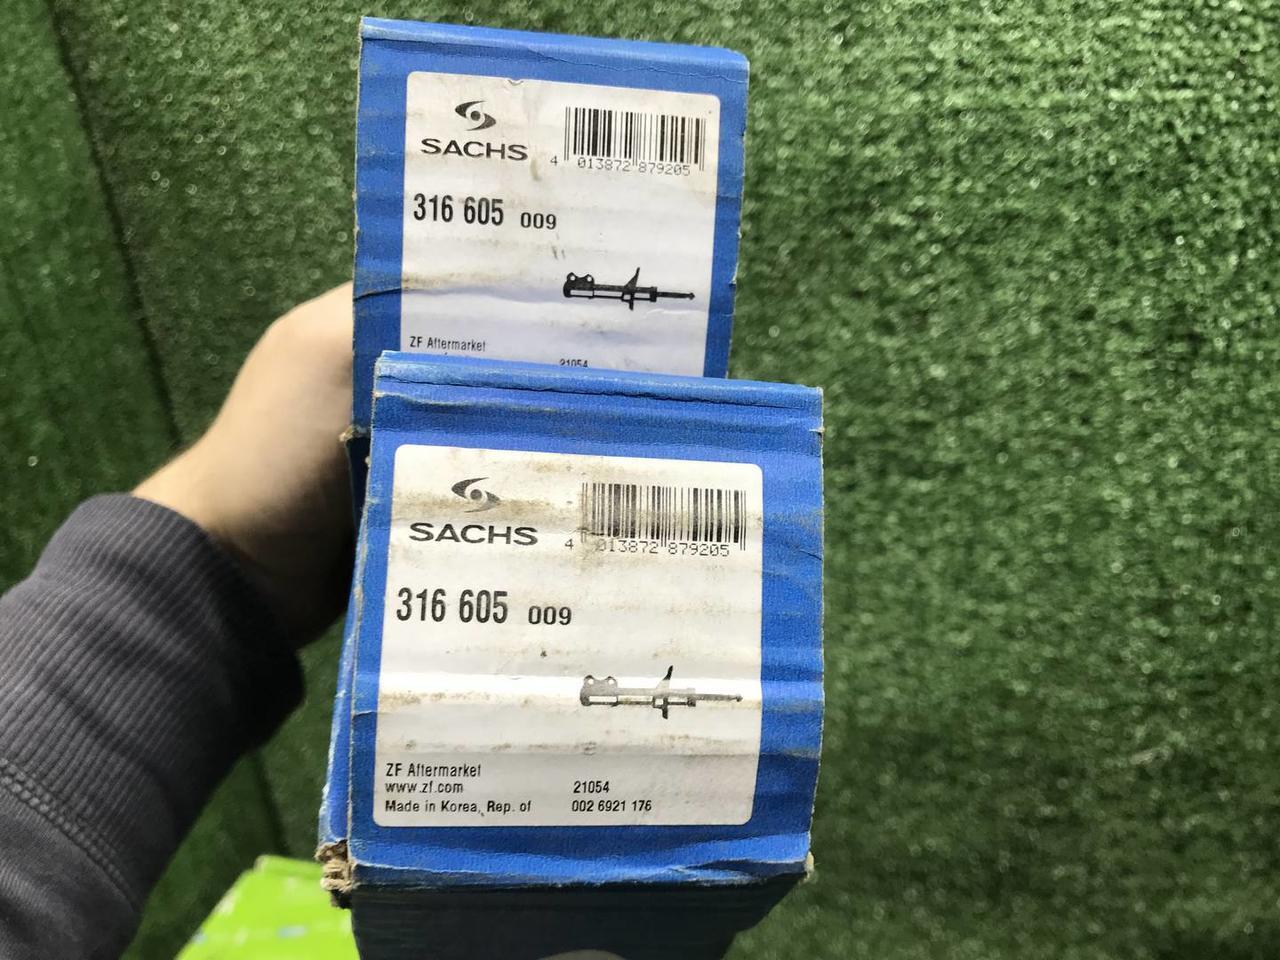 SACHS
4 013872 879205
316 605 009
ZF Aftermarket
21054
SACHS
4 013872 879205
316 605 009
ZF Aftermarket
www.zf.com 21054
Made in Korea, Rep. of 002 6921 176